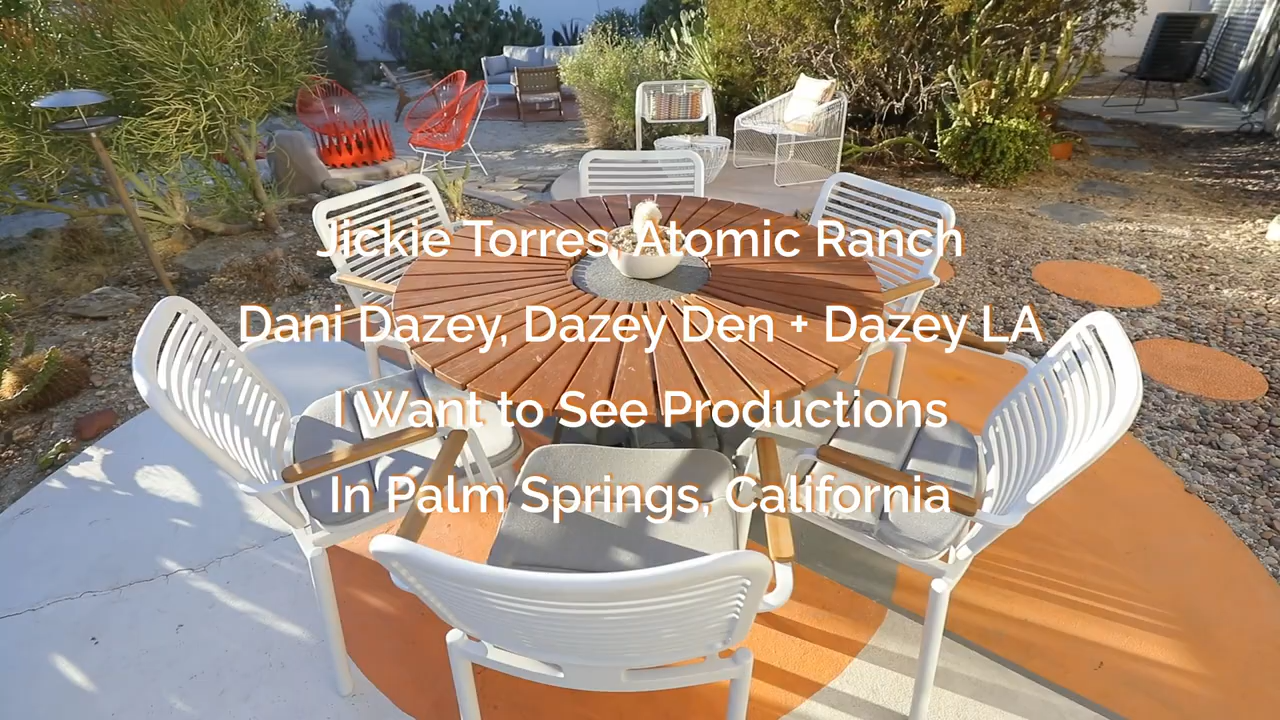 Jickie Torres, Atomic Ranch
Dani Dazey, Dazey Den + Dazey LA
I Want to See Productions
In Palm Springs, California